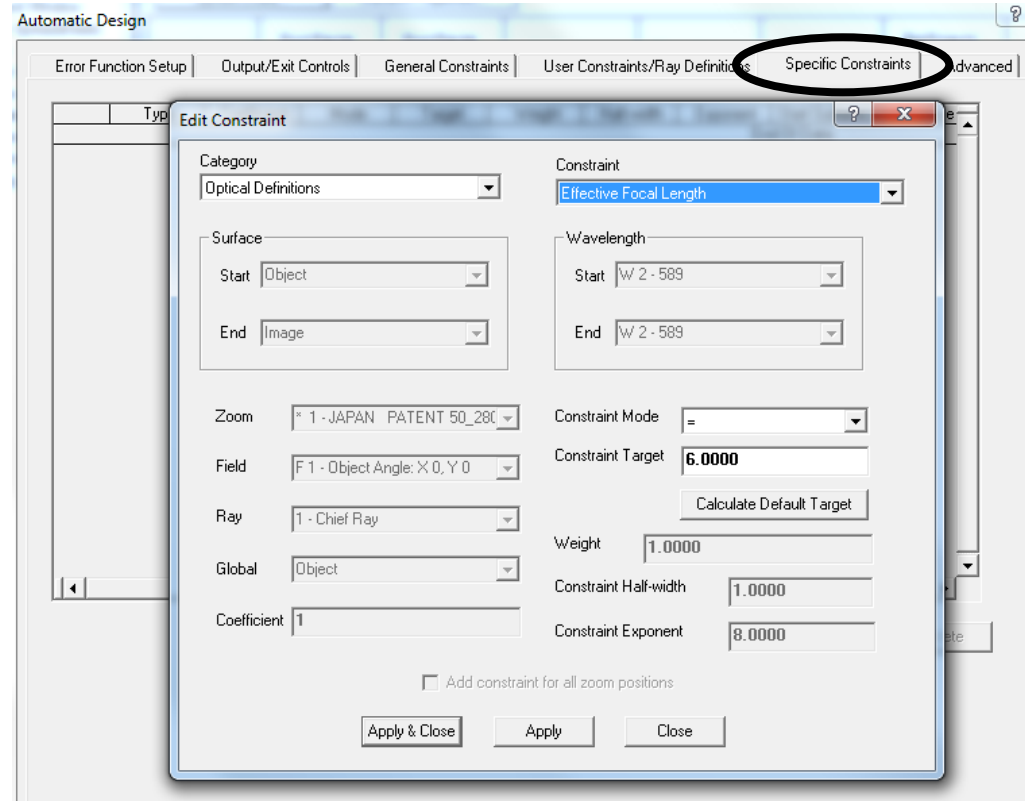 Automatic Design
?
Error Function Setup Output/Exit Controls General Constraints User Constraints/Ray Definitions Specific Constraints Advanced
Typ
Edit Constraint ? X
Category Constraint
Optical Definitions Effective Focal Length
Surface Wavelength
Start Object Start W 2 - 589
End Image End W 2 - 589
Zoom * 1 - JAPAN PATENT 50_280 Constraint Mode =
Field F 1 - Object Angle: X 0, Y 0 Constraint Target 6.0000
Calculate Default Target
Ray 1 - Chief Ray
Weight 1.0000
Global Object
Constraint Half-width 1.0000
Coefficient 1
Constraint Exponent 8.0000
ete
Add constraint for all zoom positions
Apply & Close Apply Close